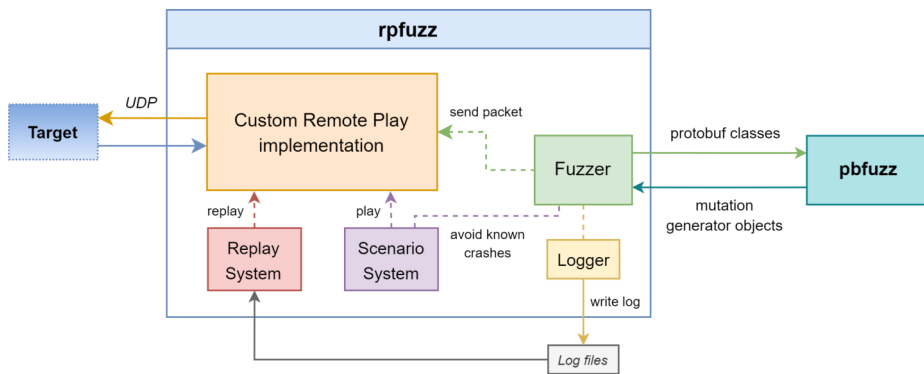 rpfuzz
UDP
Target
Custom Remote Play
implementation
send packet
Fuzzer
protobuf classes
pbfuzz
mutation
generator objects
replay
play
avoid known
crashes
Replay
System
Scenario
System
Logger
write log
Log files